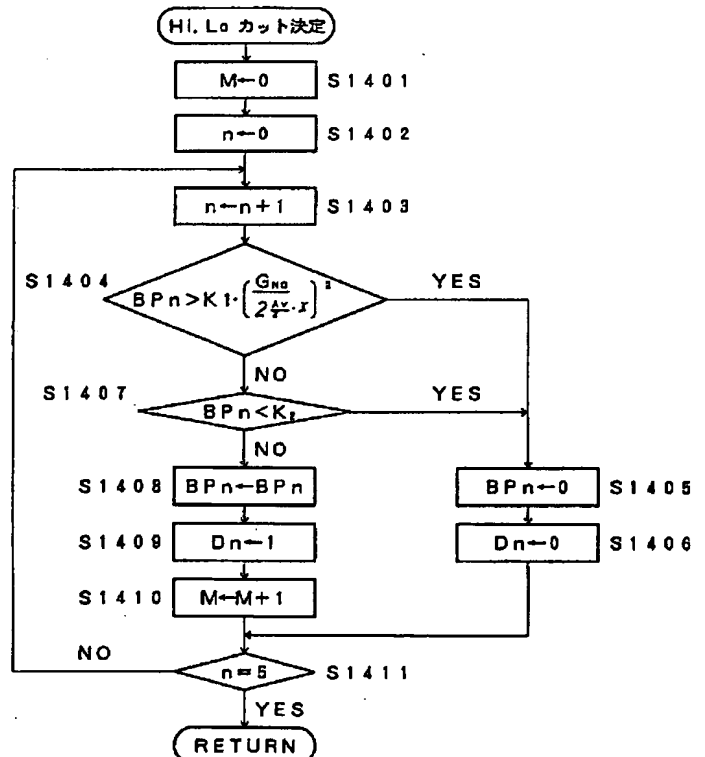 Hi. Lo カット決定
M←0 S1401
n←0 S1402
n←n+1 S1403
S1404
YES
BPn>K1·
NO
S1407
YES
BPn<K₂
NO
S1408 BPn←BPn
BPn←0 S1405
S1409 Dn←1
Dn←0 S1406
S1410 M←M+1
NO
n=5 S1411
YES
RETURN